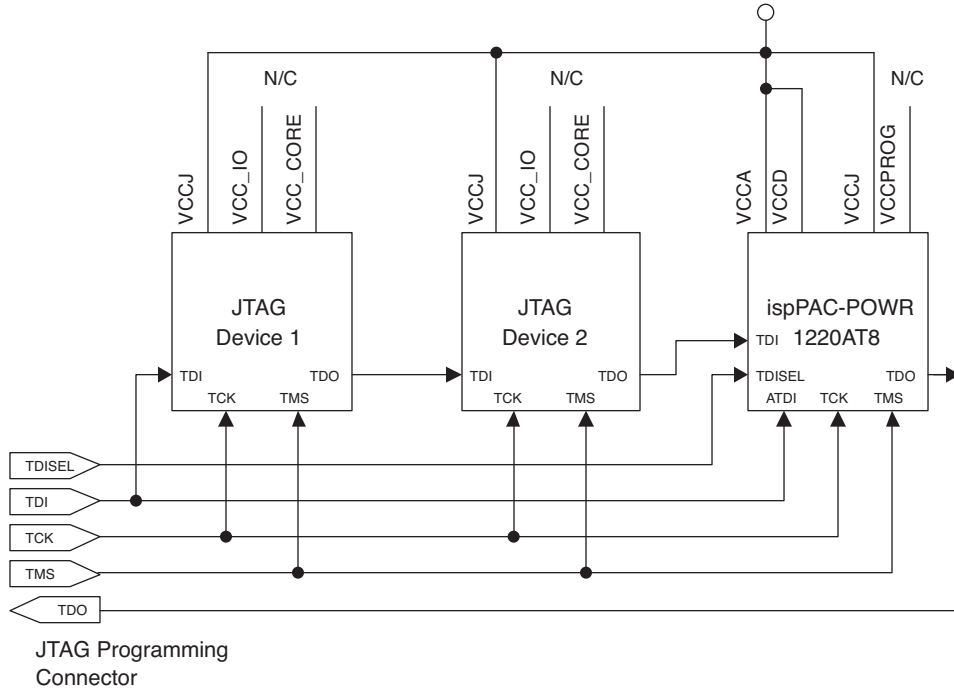 N/C
N/C
N/C
VCCJ
VCC_IO
VCC_CORE
VCCJ
VCC_IO
VCC_CORE
VCCA
VCCD
VCCJ
VCCPROG
JTAG
Device 1
JTAG
Device 2
ispPAC-POWR
1220AT8
TDI
TDO
TCK
TMS
TDI
TDO
TCK
TMS
TDI
TDISEL
TDO
ATDI
TCK
TMS
TDISEL
TDI
TCK
TMS
TDO
JTAG Programming
Connector